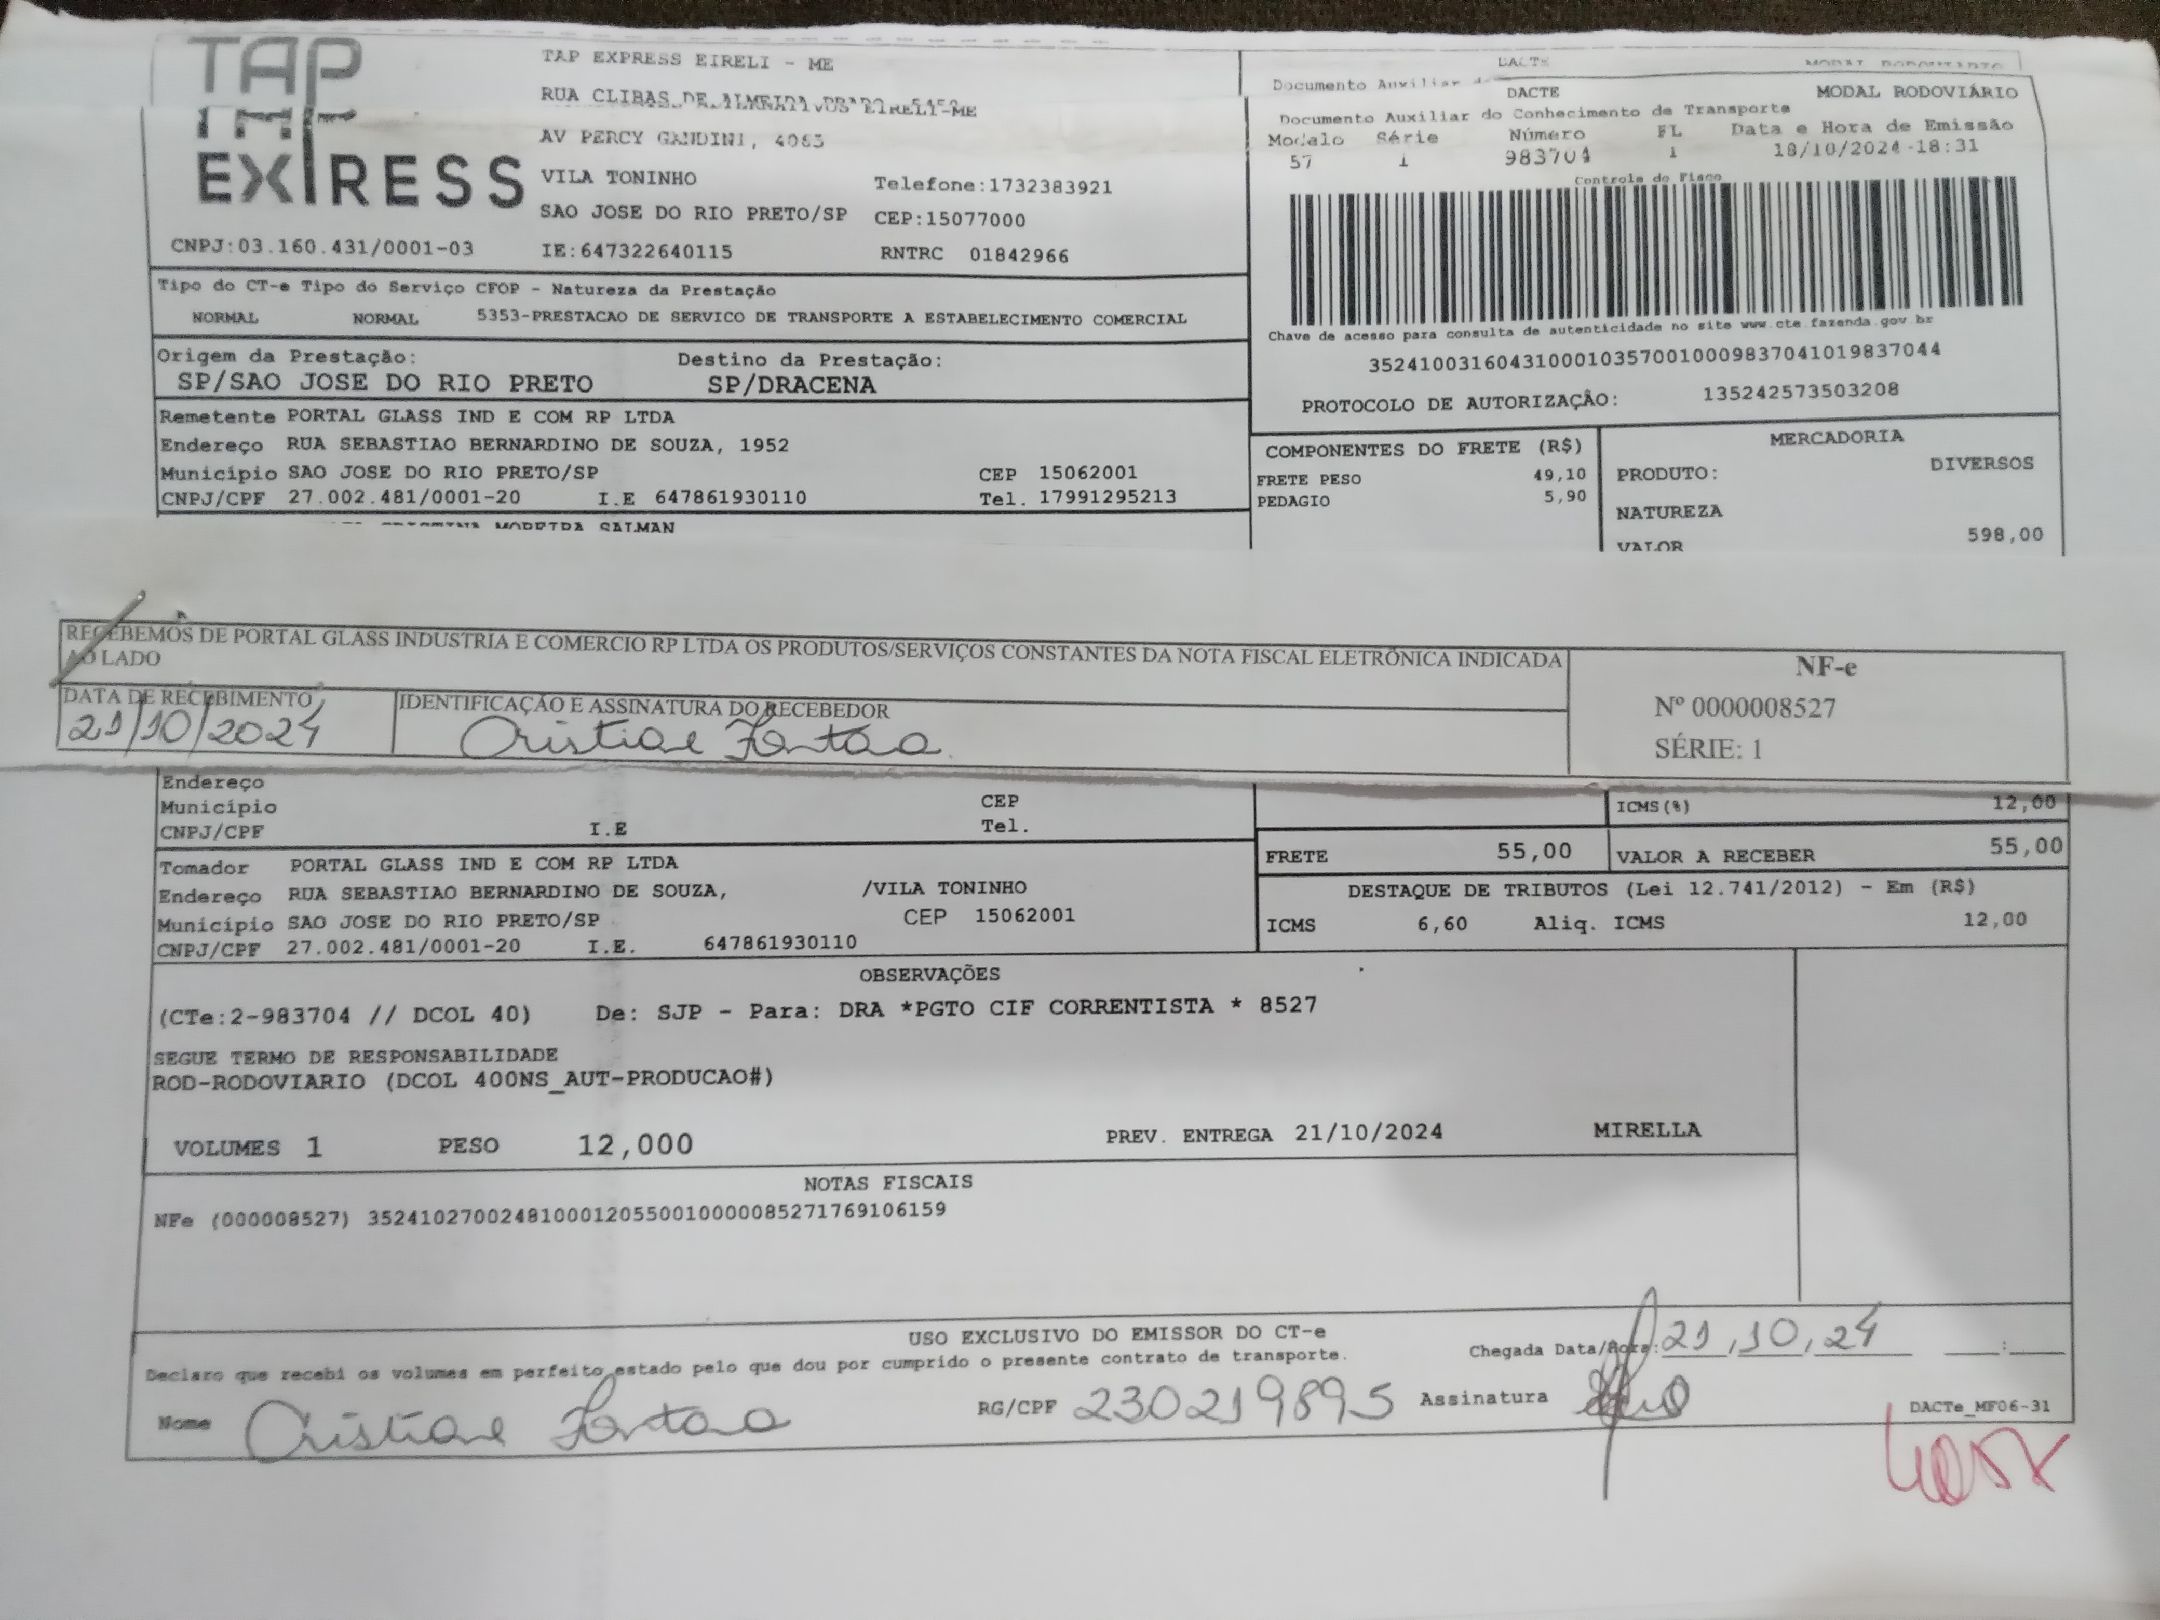 TAP
EXPRESS
TAP EXPRESS EIRELI - ME
RUA CLIBAS DE ALMEIDA
EIRELI-ME
AV PERCY GANDINI, 4063
VILA TONINHO Telefone:1732383921
SAO JOSE DO RIO PRETO/SP CEP:15077000
CNPJ:03.160.431/0001-03 IE:647322640115 RNTRC 01842966
DACTE MODAL RODOVIARIO
Documento Auxiliar d
DACTE MODAL RODOVIÁRIO
Documento Auxiliar do Conhecimento de Transporte
Modelo Série Número FL Data e Hora de Emissão
57 1 983704 1 18/10/2024-18:31
Controle do Fisco
Chave de acesso para consulta de autenticidade no site www.cte.fazenda.gov.br
35241003160431000103570010009837041019837044
PROTOCOLO DE AUTORIZAÇÃO: 135242573503208
Tipo do CT-e Tipo do Serviço CFOP - Natureza da Prestação
NORMAL NORMAL 5353-PRESTACAO DE SERVICO DE TRANSPORTE A ESTABELECIMENTO COMERCIAL
Origem da Prestação: Destino da Prestação:
SP/SAO JOSE DO RIO PRETO SP/DRACENA
Remetente PORTAL GLASS IND E COM RP LTDA
Endereço RUA SEBASTIAO BERNARDINO DE SOUZA, 1952
Município SAO JOSE DO RIO PRETO/SP CEP 15062001
CNPJ/CPF 27.002.481/0001-20 I.E 647861930110 Tel. 17991295213
MOREIRA SALMAN
COMPONENTES DO FRETE (R$)
FRETE PESO 49,10
PEDAGIO 5,90
MERCADORIA
PRODUTO: DIVERSOS
NATUREZA
VALOR 598,00
RECEBEMOS DE PORTAL GLASS INDUSTRIA E COMERCIO RP LTDA OS PRODUTOS/SERVIÇOS CONSTANTES DA NOTA FISCAL ELETRÔNICA INDICADA
AO LADO
DATA DE RECEBIMENTO IDENTIFICAÇÃO E ASSINATURA DO RECEBEDOR
21/10/2024 Cristiane Fontão
NF-e
Nº 0000008527
SÉRIE: 1
Endereço
Município CEP
CNPJ/CPF I.E Tel.
ICMS(%) 12,00
FRETE 55,00 VALOR A RECEBER 55,00
Tomador PORTAL GLASS IND E COM RP LTDA
Endereço RUA SEBASTIAO BERNARDINO DE SOUZA, /VILA TONINHO
Município SAO JOSE DO RIO PRETO/SP CEP 15062001
CNPJ/CPF 27.002.481/0001-20 I.E. 647861930110
DESTAQUE DE TRIBUTOS (Lei 12.741/2012) - Em (R$)
ICMS 6,60 Aliq. ICMS 12,00
OBSERVAÇÕES
(CTe:2-983704 // DCOL 40) De: SJP - Para: DRA *PGTO CIF CORRENTISTA * 8527
SEGUE TERMO DE RESPONSABILIDADE
ROD-RODOVIARIO (DCOL 400NS_AUT-PRODUCAO#)
VOLUMES 1 PESO 12,000 PREV. ENTREGA 21/10/2024 MIRELLA
NOTAS FISCAIS
NFe (000008527) 35241027002481000120550010000085271769106159
USO EXCLUSIVO DO EMISSOR DO CT-e
Declaro que recebi os volumes em perfeito estado pelo que dou por cumprido o presente contrato de transporte.
Chegada Data/Hora: 21,10,24 :
Nome Cristiane Fontão RG/CPF 230219895 Assinatura
DACTe_MF06-31